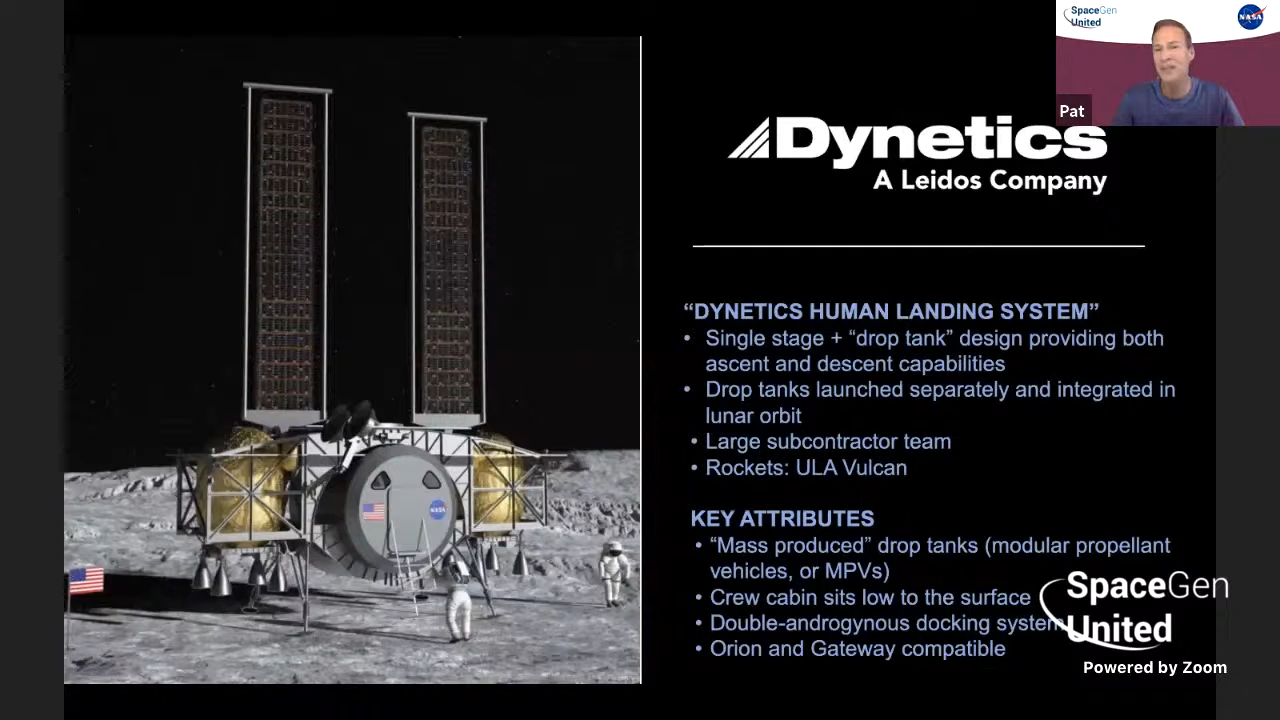 SpaceGen
United
NASA
Pat
Dynetics
A Leidos Company
“DYNETICS HUMAN LANDING SYSTEM”
• Single stage + “drop tank” design providing both
ascent and descent capabilities
• Drop tanks launched separately and integrated in
lunar orbit
• Large subcontractor team
• Rockets: ULA Vulcan
KEY ATTRIBUTES
• “Mass produced” drop tanks (modular propellant
vehicles, or MPVs)
• Crew cabin sits low to the surface
• Double-androgynous docking system
• Orion and Gateway compatible
NASA
SpaceGen
United
Powered by Zoom